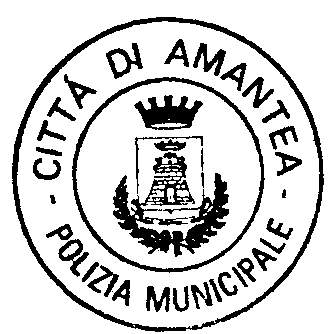 CITTÁ DI AMANTEA
- POLIZIA MUNICIPALE -